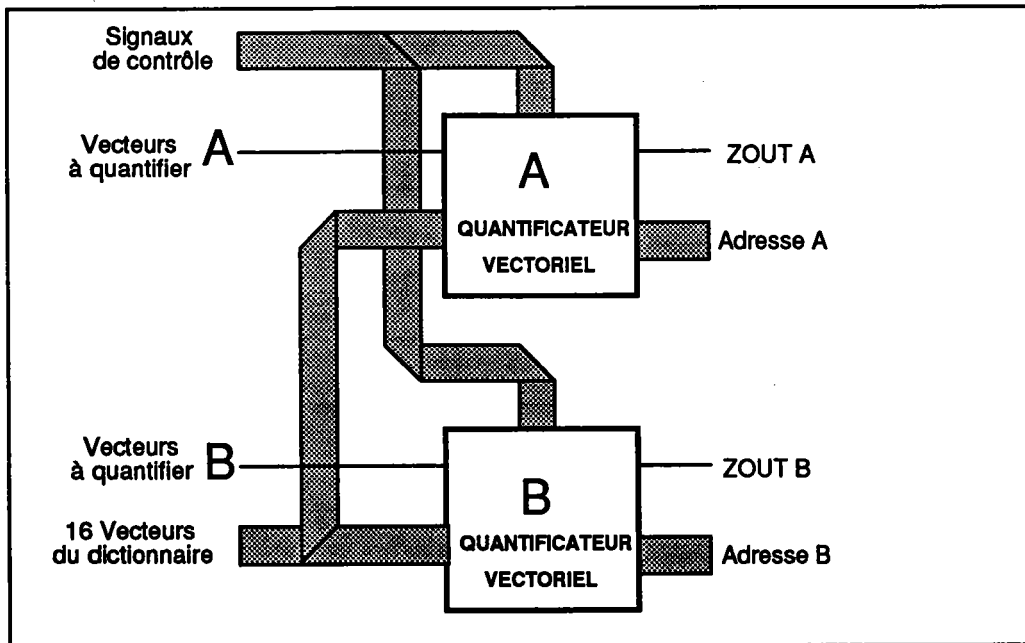 Signaux
de contrôle
Vecteurs
à quantifier A
A
QUANTIFICATEUR
VECTORIEL
ZOUT A
Adresse A
Vecteurs
à quantifier B
B
QUANTIFICATEUR
VECTORIEL
ZOUT B
16 Vecteurs
du dictionnaire
Adresse B